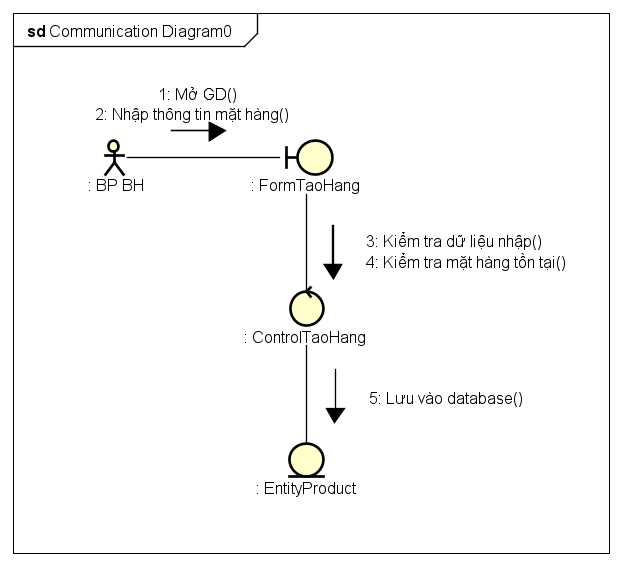 sd Communication Diagram0
1: Mở GD()
2: Nhập thông tin mặt hàng()
: BP BH
: FormTaoHang
3: Kiểm tra dữ liệu nhập()
4: Kiểm tra mặt hàng tồn tại()
: ControlTaoHang
5: Lưu vào database()
: EntityProduct